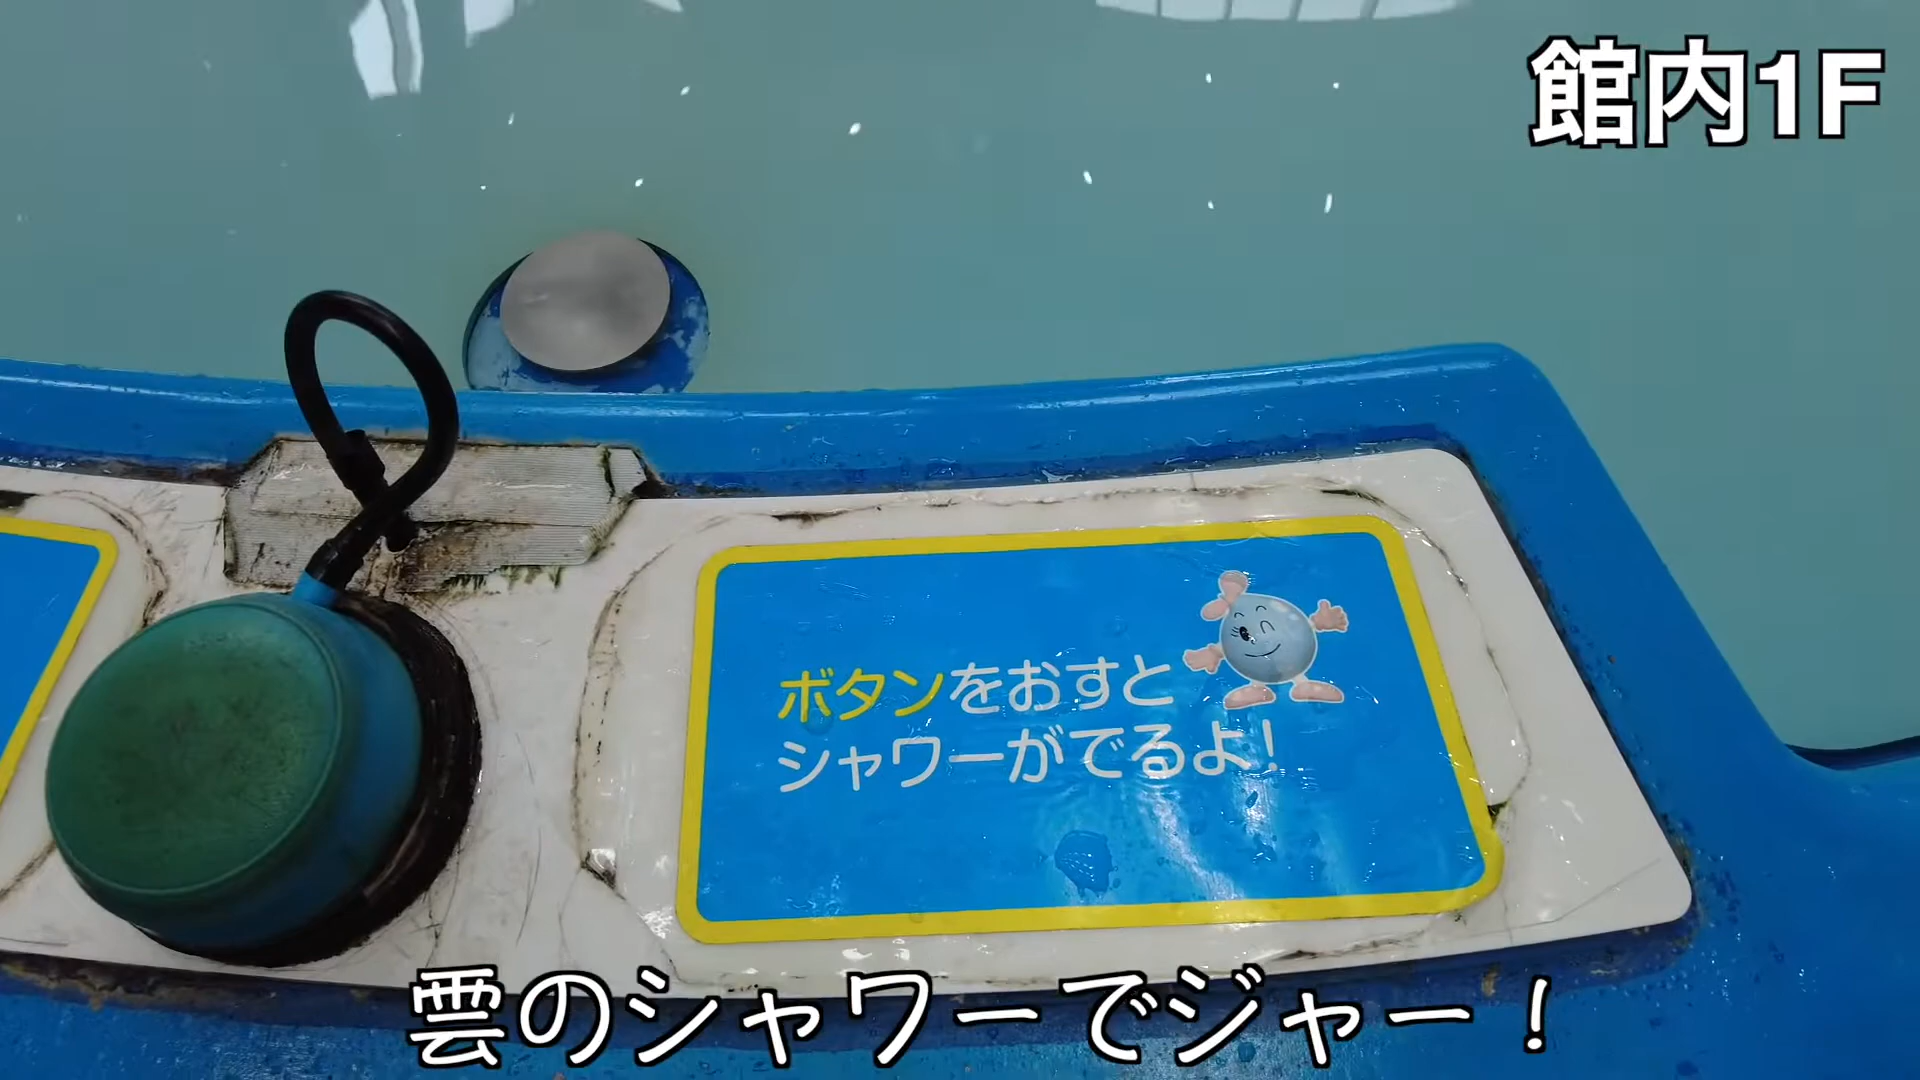 館内1F
ボタンをおすと
シャワーがでるよ!
雲のシャワーでジャー！